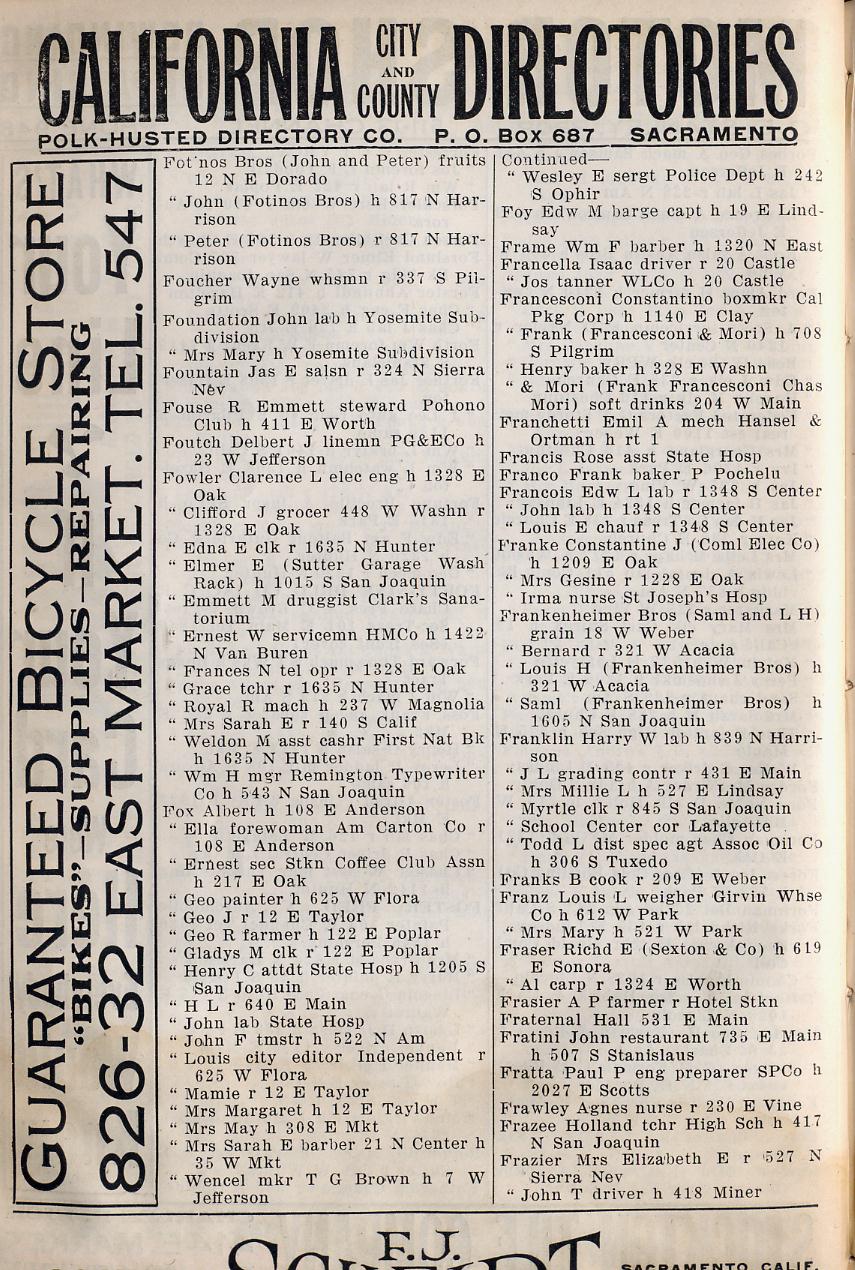 CALIFORNIA CITY AND COUNTY DIRECTORIES
POLK-HUSTED DIRECTORY CO. P. O. BOX 687 SACRAMENTO
GUARANTEED BICYCLE STORE
"BIKES"—SUPPLIES—REPAIRING
826-32 EAST MARKET. TEL. 547
Fot'nos Bros (John and Peter) fruits
12 N E Dorado
" John (Fotinos Bros) h 817 N Har-
rison
" Peter (Fotinos Bros) r 817 N Har-
rison
Foucher Wayne whsmn r 337 S Pil-
grim
Foundation John lab h Yosemite Sub-
division
" Mrs Mary h Yosemite Subdivision
Fountain Jas E salsn r 324 N Sierra
Nev
Fouse R Emmett steward Pohono
Club h 411 E Worth
Foutch Delbert J linemn PG&ECo h
23 W Jefferson
Fowler Clarence L elec eng h 1328 E
Oak
" Clifford J grocer 448 W Washn r
1328 E Oak
" Edna E clk r 1635 N Hunter
" Elmer E (Sutter Garage Wash
Rack) h 1015 S San Joaquin
" Emmett M druggist Clark's Sana-
torium
" Ernest W servicemn HMCo h 1422
N Van Buren
" Frances N tel opr r 1328 E Oak
" Grace tchr r 1635 N Hunter
" Royal R mach h 237 W Magnolia
" Mrs Sarah E r 140 S Calif
" Weldon M asst cashr First Nat Bk
h 1635 N Hunter
" Wm H mgr Remington Typewriter
Co h 543 N San Joaquin
Fox Albert h 108 E Anderson
" Ella forewoman Am Carton Co r
108 E Anderson
" Ernest sec Stkn Coffee Club Assn
h 217 E Oak
" Geo painter h 625 W Flora
" Geo J r 12 E Taylor
" Geo R farmer h 122 E Poplar
" Gladys M clk r 122 E Poplar
" Henry C attdt State Hosp h 1205 S
San Joaquin
" H L r 640 E Main
" John lab State Hosp
" John F tmstr h 522 N Am
" Louis city editor Independent r
625 W Flora
" Mamie r 12 E Taylor
" Mrs Margaret h 12 E Taylor
" Mrs May h 308 E Mkt
" Mrs Sarah E barber 21 N Center h
35 W Mkt
" Wencel mkr T G Brown h 7 W
Jefferson
Continued—
" Wesley E sergt Police Dept h 242
S Ophir
Foy Edw M barge capt h 19 E Lind-
say
Frame Wm F barber h 1320 N East
Francella Isaac driver r 20 Castle
" Jos tanner WLCo h 20 Castle
Francesconi Constantino boxmkr Cal
Pkg Corp h 1140 E Clay
" Frank (Francesconi & Mori) h 708
S Pilgrim
" Henry baker h 328 E Washn
" & Mori (Frank Francesconi Chas
Mori) soft drinks 204 W Main
Franchetti Emil A mech Hansel &
Ortman h rt 1
Francis Rose asst State Hosp
Franco Frank baker P Pochelu
Francois Edw L lab r 1348 S Center
" John lab h 1348 S Center
" Louis E chauf r 1348 S Center
Franke Constantine J (Coml Elec Co)
h 1209 E Oak
" Mrs Gesine r 1228 E Oak
" Irma nurse St Joseph's Hosp
Frankenheimer Bros (Saml and L H)
grain 18 W Weber
" Bernard r 321 W Acacia
" Louis H (Frankenheimer Bros) h
321 W Acacia
" Saml (Frankenheimer Bros) h
1605 N San Joaquin
Franklin Harry W lab h 839 N Harri-
son
" J L grading contr r 431 E Main
" Mrs Millie L h 527 E Lindsay
" Myrtle clk r 845 S San Joaquin
" School Center cor Lafayette
" Todd L dist spec agt Assoc Oil Co
h 306 S Tuxedo
Franks B cook r 209 E Weber
Franz Louis L weigher Girvin Whse
Co h 612 W Park
" Mrs Mary h 521 W Park
Fraser Richd E (Sexton & Co) h 619
E Sonora
" Al carp r 1324 E Worth
Frasier A P farmer r Hotel Stkn
Fraternal Hall 531 E Main
Fratini John restaurant 735 E Main
h 507 S Stanislaus
Fratta Paul P eng preparer SPCo h
2027 E Scotts
Frawley Agnes nurse r 230 E Vine
Frazee Holland tchr High Sch h 417
N San Joaquin
Frazier Mrs Elizabeth E r 527 N
Sierra Nev
" John T driver h 418 Miner
F. J.
SACRAMENTO, CALIF.